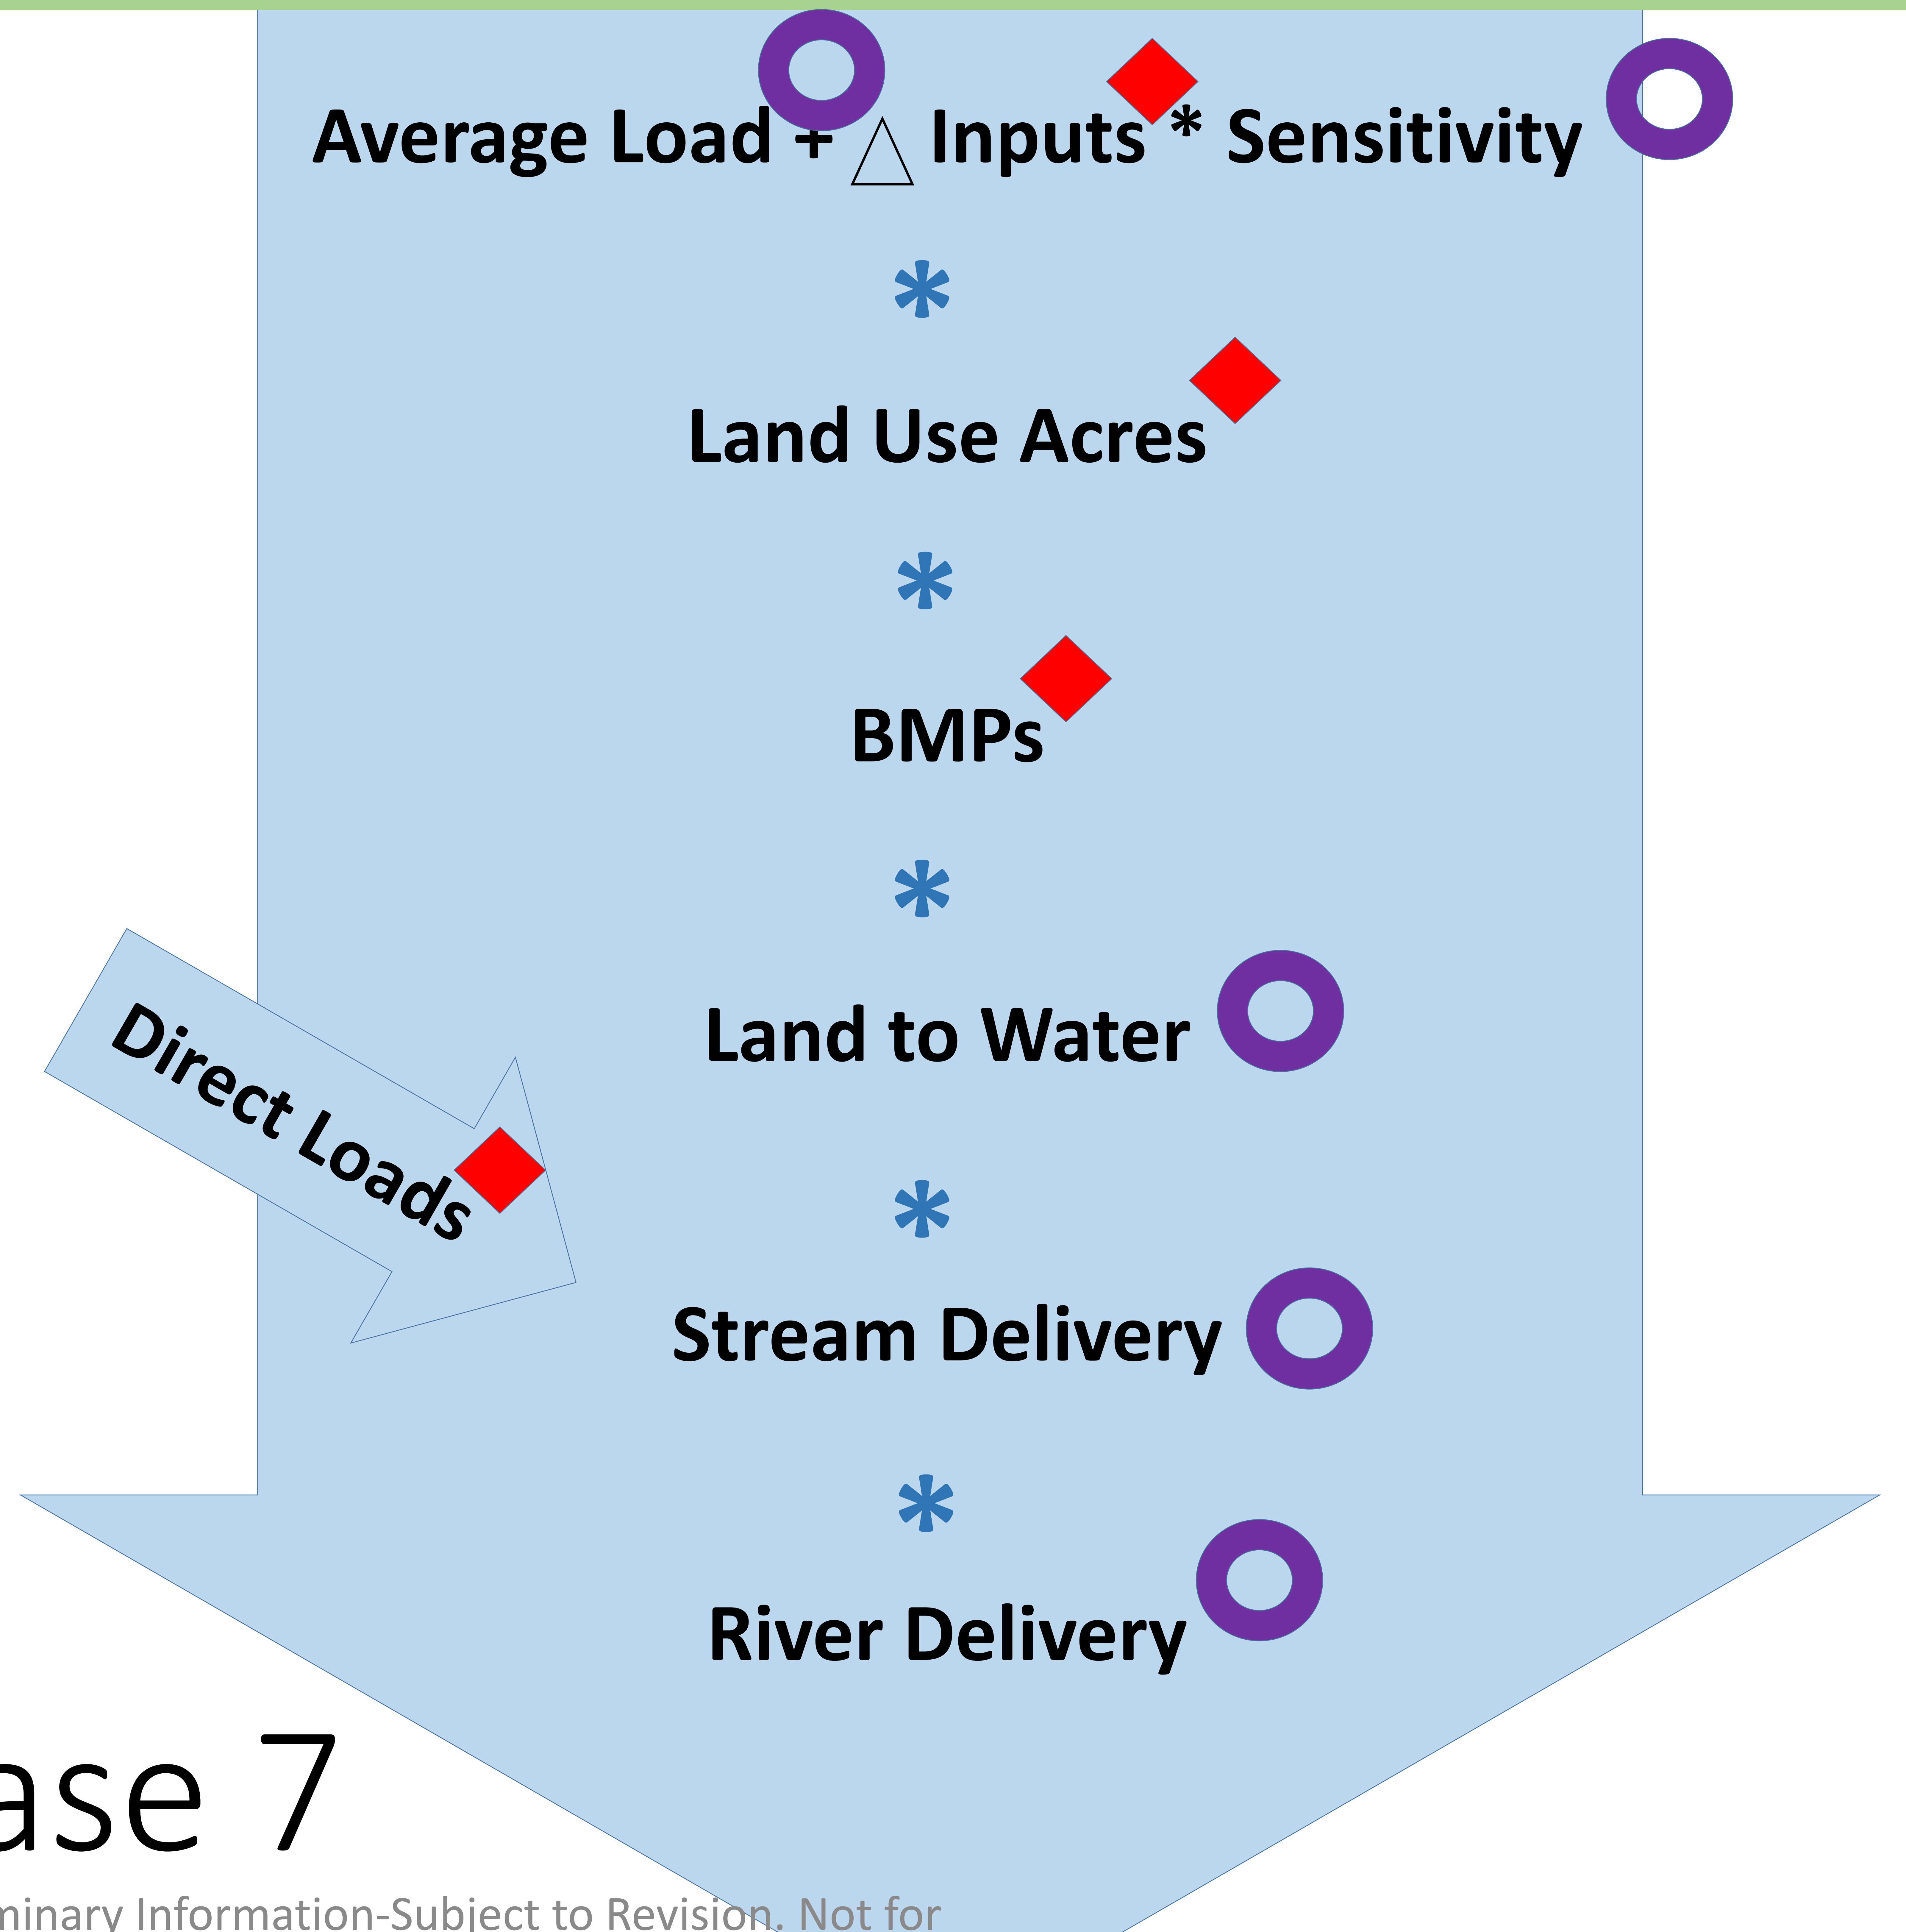 Average Load + △ Inputs * Sensitivity
*
Land Use Acres
*
BMPs
*
Land to Water
Direct Loads
*
Stream Delivery
*
River Delivery
ase 7
minary Information-Subject to Revision. Not for